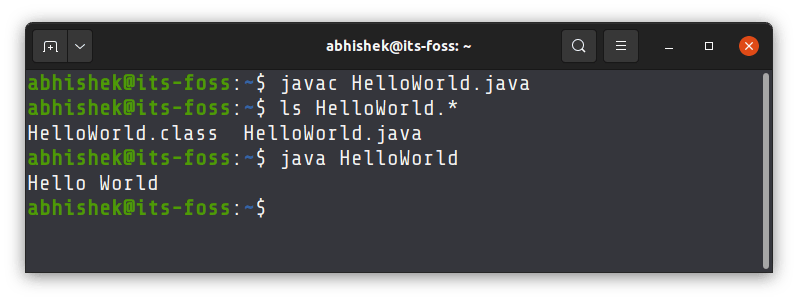 abhishek@its-foss: ~
abhishek@its-foss:~$ javac HelloWorld.java
abhishek@its-foss:~$ ls HelloWorld.*
HelloWorld.class  HelloWorld.java
abhishek@its-foss:~$ java HelloWorld
Hello World
abhishek@its-foss:~$